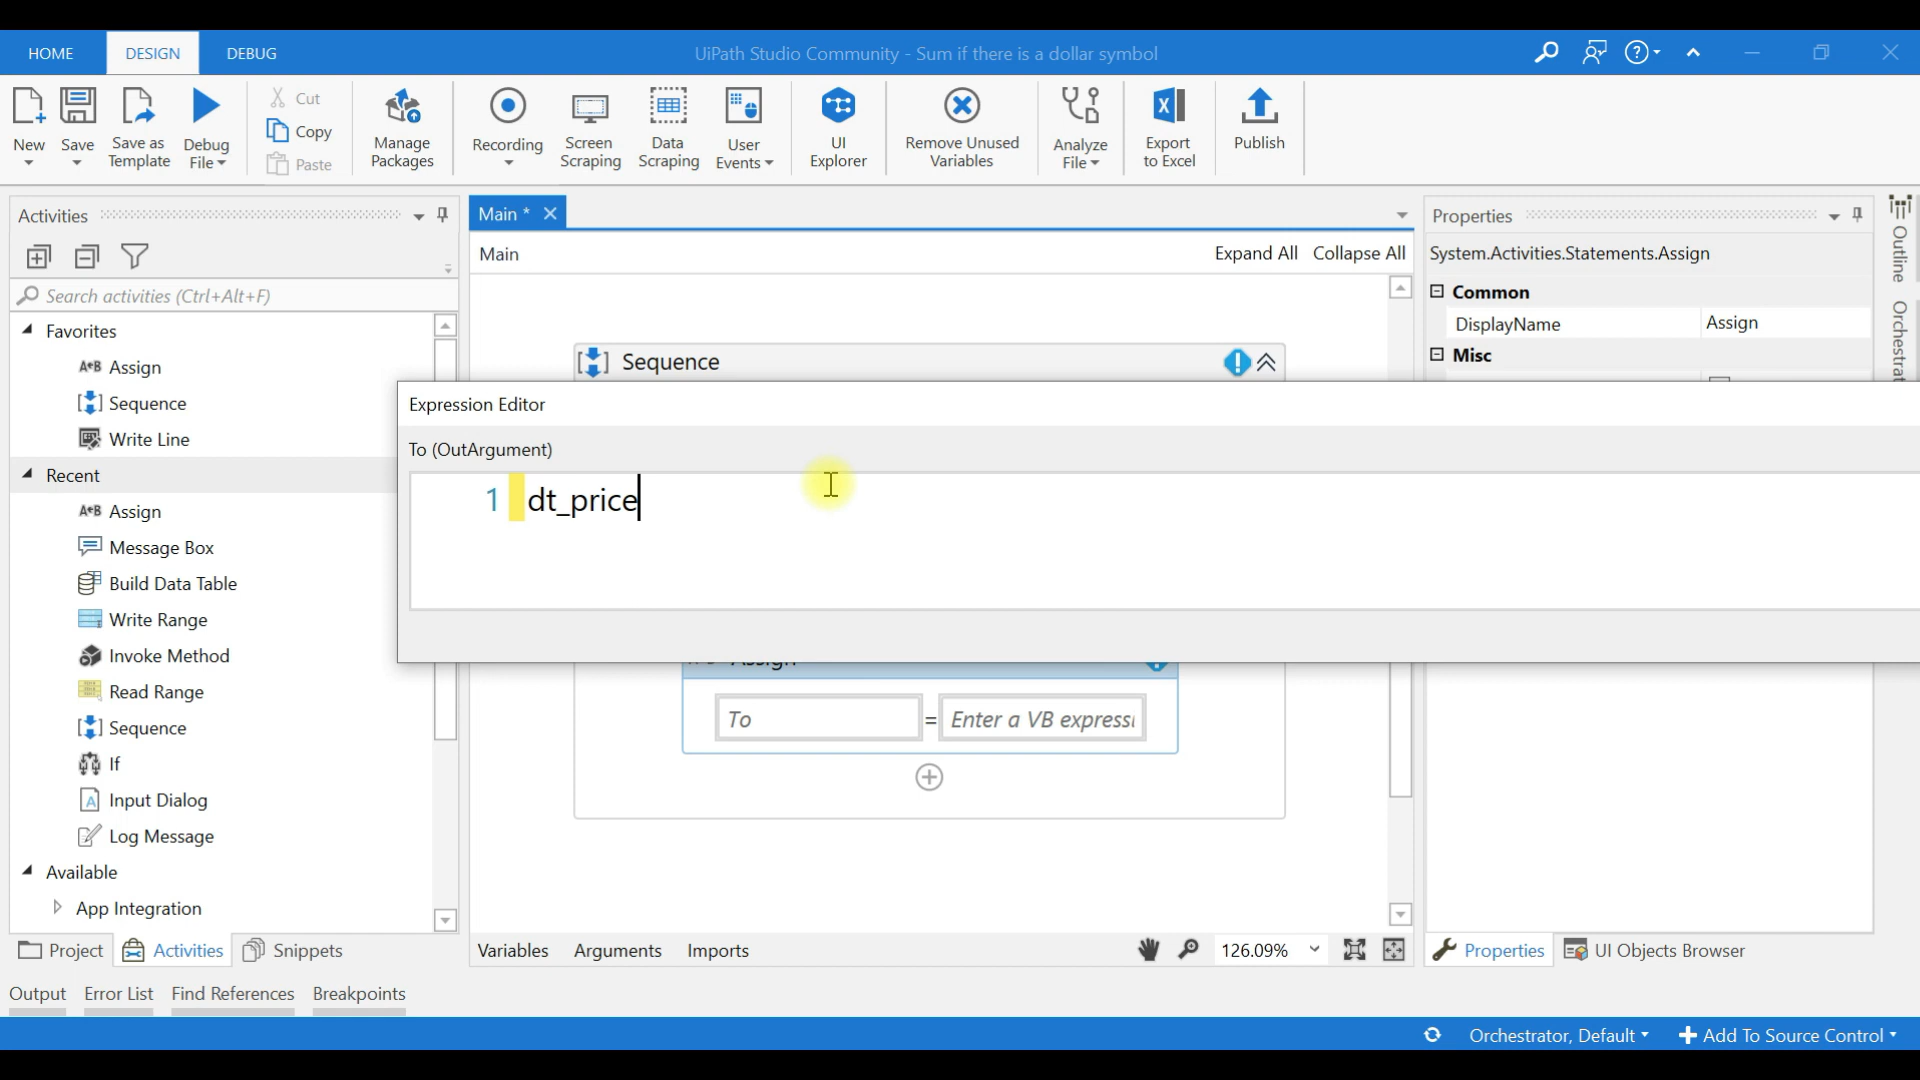 HOME
DESIGN
DEBUG
UiPath Studio Community - Sum if there is a dollar symbol
New
Save
Save as
Template
Debug
File
Cut
Copy
Paste
Manage
Packages
Recording
Screen
Scraping
Data
Scraping
User
Events
UI
Explorer
Remove Unused
Variables
Analyze
File
Export
to Excel
Publish
Activities
Search activities (Ctrl+Alt+F)
Favorites
A*B Assign
Sequence
Write Line
Recent
A*B Assign
Message Box
Build Data Table
Write Range
Invoke Method
Read Range
Sequence
If
Input Dialog
Log Message
Available
App Integration
Project
Activities
Snippets
Main *
Main
Expand All
Collapse All
Sequence
Expression Editor
To (OutArgument)
1 dt_price
Assign
To
=
Enter a VB expressi
Variables
Arguments
Imports
126.09%
Properties
System.Activities.Statements.Assign
Common
DisplayName
Assign
Misc
Properties
UI Objects Browser
Outline
Orchestrat
Output
Error List
Find References
Breakpoints
Orchestrator, Default
Add To Source Control